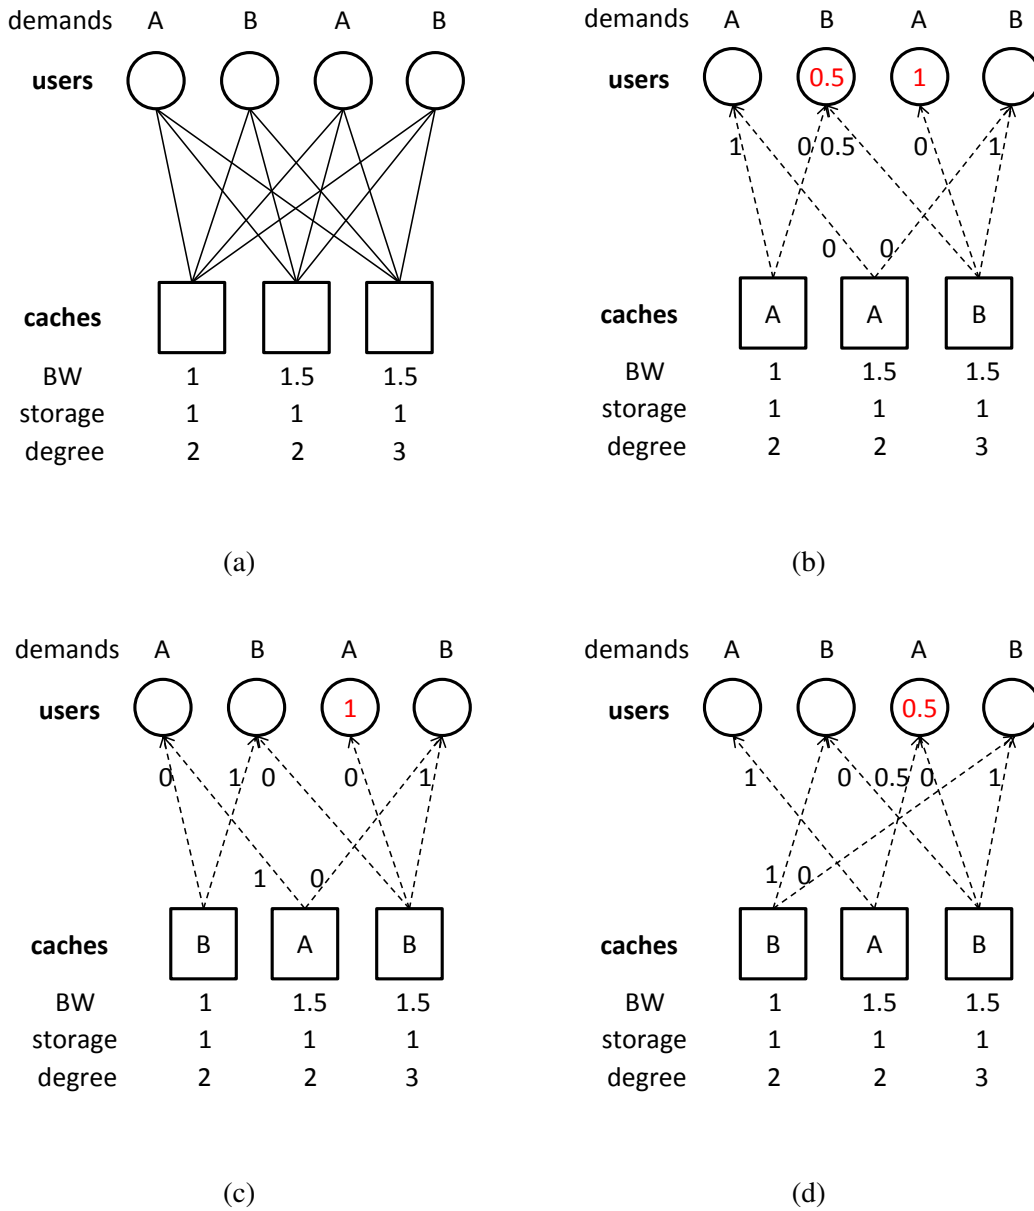 demands A B A B
users
caches
BW 1 1.5 1.5
storage 1 1 1
degree 2 2 3
(a)
demands A B A B
users 0.5 1
1 0 0.5 0 1
0 0
caches A A B
BW 1 1.5 1.5
storage 1 1 1
degree 2 2 3
(b)
demands A B A B
users 1
0 1 0 0 1
1 0
caches B A B
BW 1 1.5 1.5
storage 1 1 1
degree 2 2 3
(c)
demands A B A B
users 0.5
1 0 0.5 0 1
1 0
caches B A B
BW 1 1.5 1.5
storage 1 1 1
degree 2 2 3
(d)